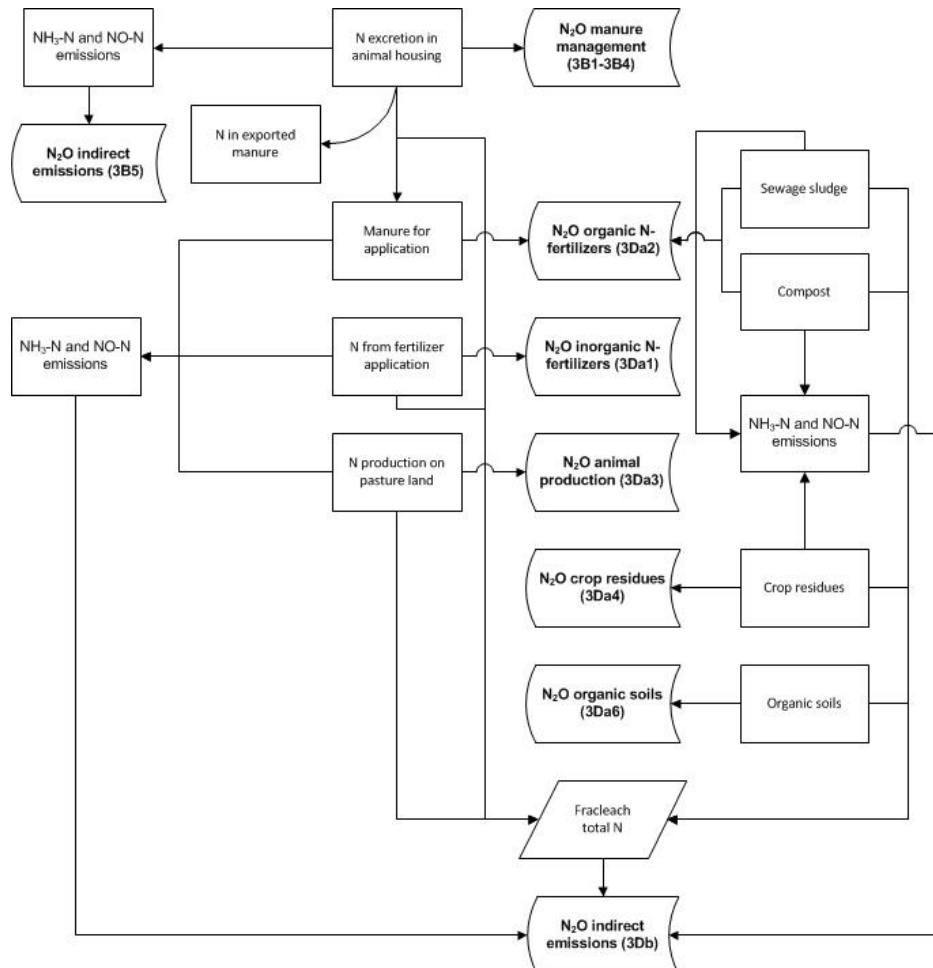 NH₃-N and NO-N
emissions
N excretion in
animal housing
N₂O manure
management
(3B1-3B4)
N₂O indirect
emissions (3B5)
N in exported
manure
Sewage sludge
Manure for
application
N₂O organic N-
fertilizers (3Da2)
Compost
NH₃-N and NO-N
emissions
N from fertilizer
application
N₂O inorganic N-
fertilizers (3Da1)
NH₃-N and NO-N
emissions
N production on
pasture land
N₂O animal
production (3Da3)
N₂O crop residues
(3Da4)
Crop residues
N₂O organic soils
(3Da6)
Organic soils
Fracleach
total N
N₂O indirect
emissions (3Db)